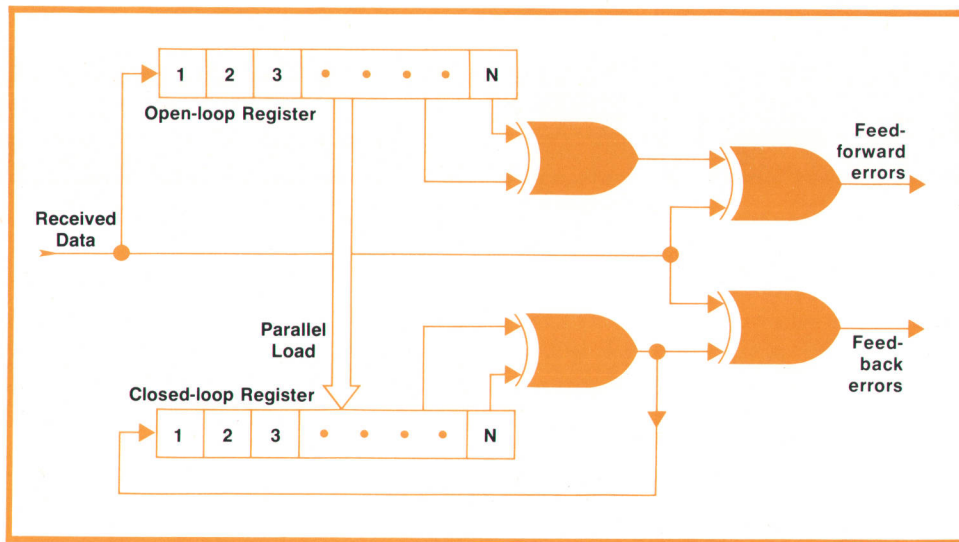 1 2 3 • • • • N
Open-loop Register
Feed-
forward
errors
Received
Data
Parallel
Load
Feed-
back
errors
Closed-loop Register
1 2 3 • • • • N